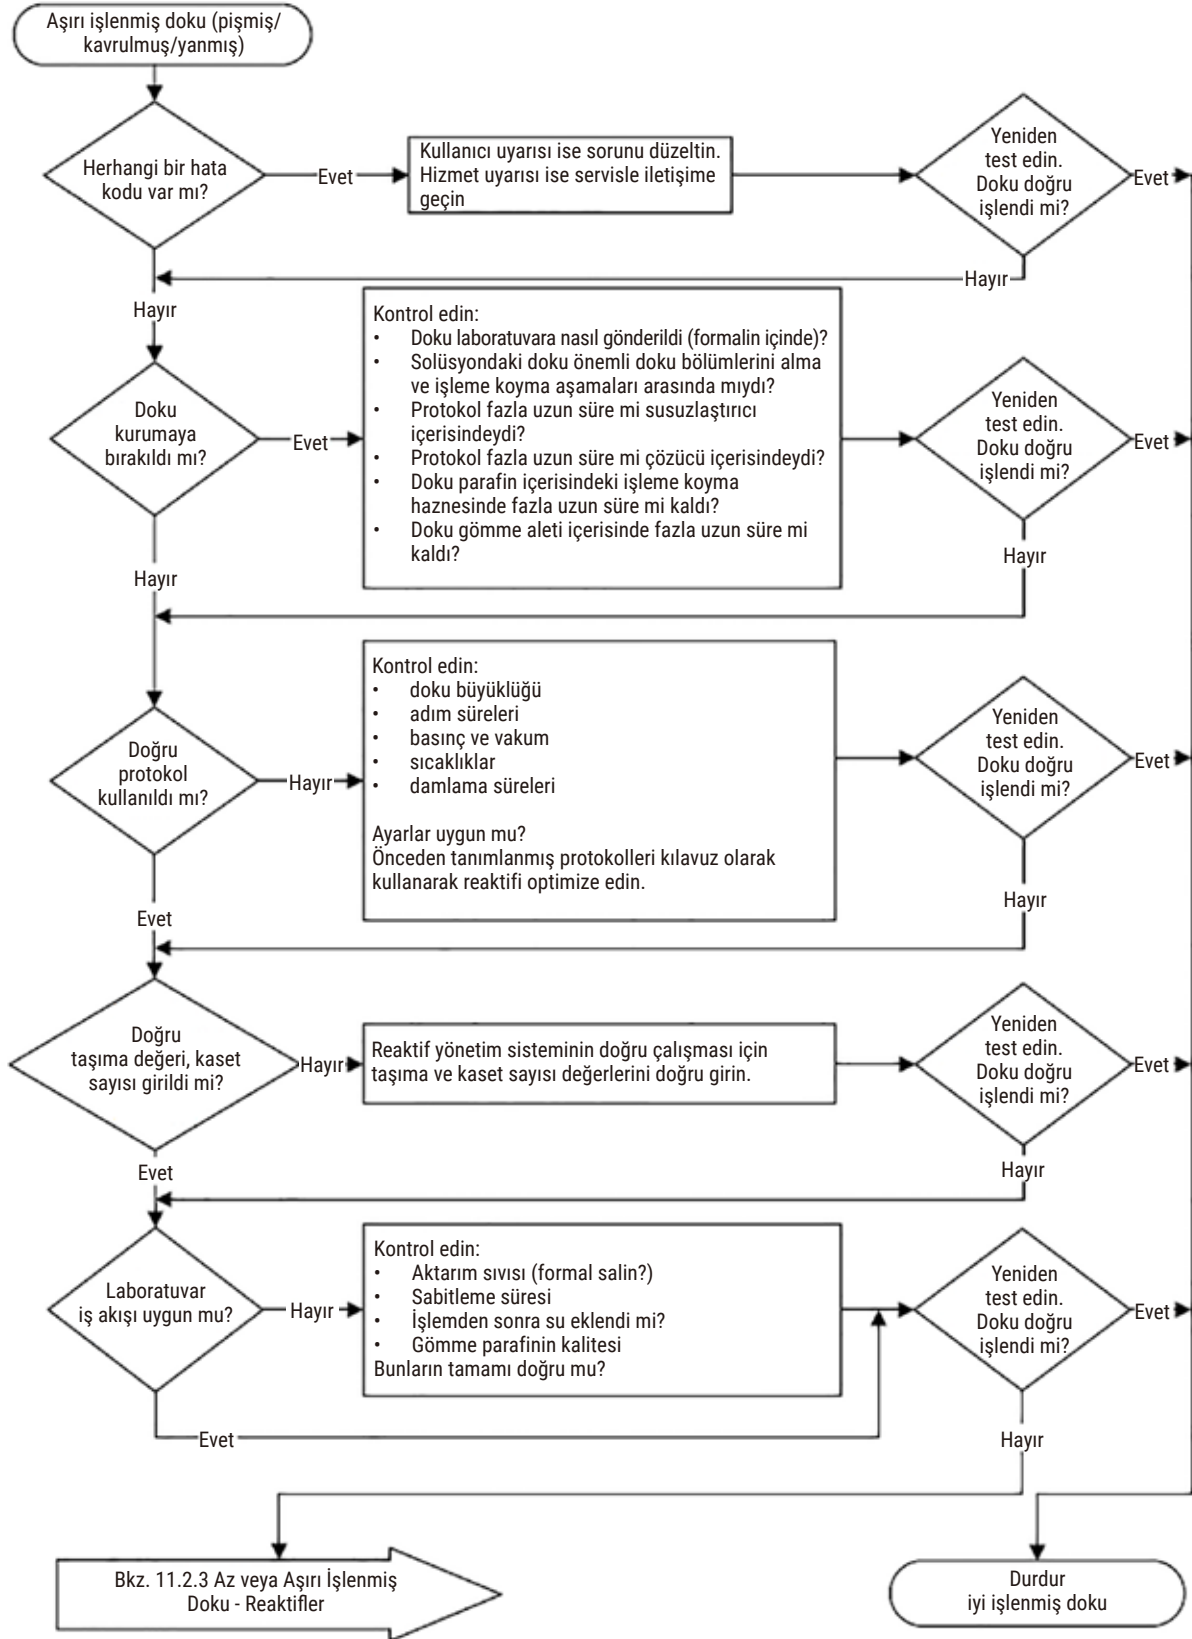 Aşırı işlenmiş doku (pişmiş/
kavrulmuş/yanmış)
Herhangi bir hata
kodu var mı?
Evet
Kullanıcı uyarısı ise sorunu düzeltin.
Hizmet uyarısı ise servisle iletişime
geçin
Yeniden
test edin.
Doku doğru
işlendi mi?
Evet
Hayır
Hayır
Doku
kurumaya
bırakıldı mı?
Evet
Kontrol edin:
• Doku laboratuvara nasıl gönderildi (formalin içinde)?
• Solüsyondaki doku önemli doku bölümlerini alma
ve işleme koyma aşamaları arasında mıydı?
• Protokol fazla uzun süre mi susuzlaştırıcı
içerisindeydi?
• Protokol fazla uzun süre mi çözücü içerisindeydi?
• Doku parafin içerisindeki işleme koyma
haznesinde fazla uzun süre mi kaldı?
• Doku gömme aleti içerisinde fazla uzun süre mi
kaldı?
Yeniden
test edin.
Doku doğru
işlendi mi?
Evet
Hayır
Hayır
Doğru
protokol
kullanıldı mı?
Hayır
Kontrol edin:
• doku büyüklüğü
• adım süreleri
• basınç ve vakum
• sıcaklıklar
• damlama süreleri
Ayarlar uygun mu?
Önceden tanımlanmış protokolleri kılavuz olarak
kullanarak reaktifi optimize edin.
Yeniden
test edin.
Doku doğru
işlendi mi?
Evet
Hayır
Evet
Doğru
taşıma değeri, kaset
sayısı girildi mi?
Hayır
Reaktif yönetim sisteminin doğru çalışması için
taşıma ve kaset sayısı değerlerini doğru girin.
Yeniden
test edin.
Doku doğru
işlendi mi?
Evet
Evet
Hayır
Laboratuvar
iş akışı uygun mu?
Hayır
Kontrol edin:
• Aktarım sıvısı (formal salin?)
• Sabitleme süresi
• İşlemden sonra su eklendi mi?
• Gömme parafinin kalitesi
Bunların tamamı doğru mu?
Yeniden
test edin.
Doku doğru
işlendi mi?
Evet
Evet
Hayır
Bkz. 11.2.3 Az veya Aşırı İşlenmiş
Doku - Reaktifler
Durdur
iyi işlenmiş doku